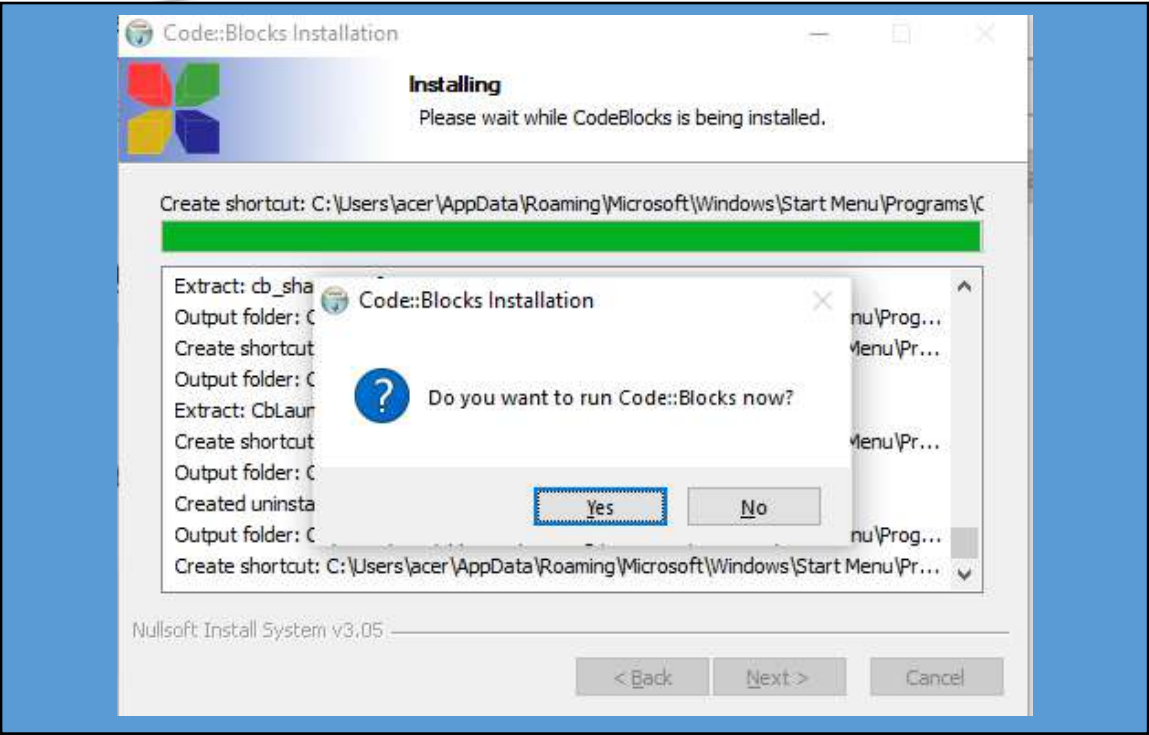 Code::Blocks Installation
Installing
Please wait while CodeBlocks is being installed.
Create shortcut: C:\Users\acer\AppData\Roaming\Microsoft\Windows\Start Menu\Programs\C
Extract: cb_sha
Output folder: C
nu\Prog...
Create shortcut
Menu\Pr...
Output folder: C
Extract: CbLaun
Create shortcut
Menu\Pr...
Output folder: C
Created uninsta
Output folder: C
nu\Prog...
Create shortcut: C:\Users\acer\AppData\Roaming\Microsoft\Windows\Start Menu\Pr...
Code::Blocks Installation
Do you want to run Code::Blocks now?
Yes
No
Nullsoft Install System v3.05
< Back
Next >
Cancel